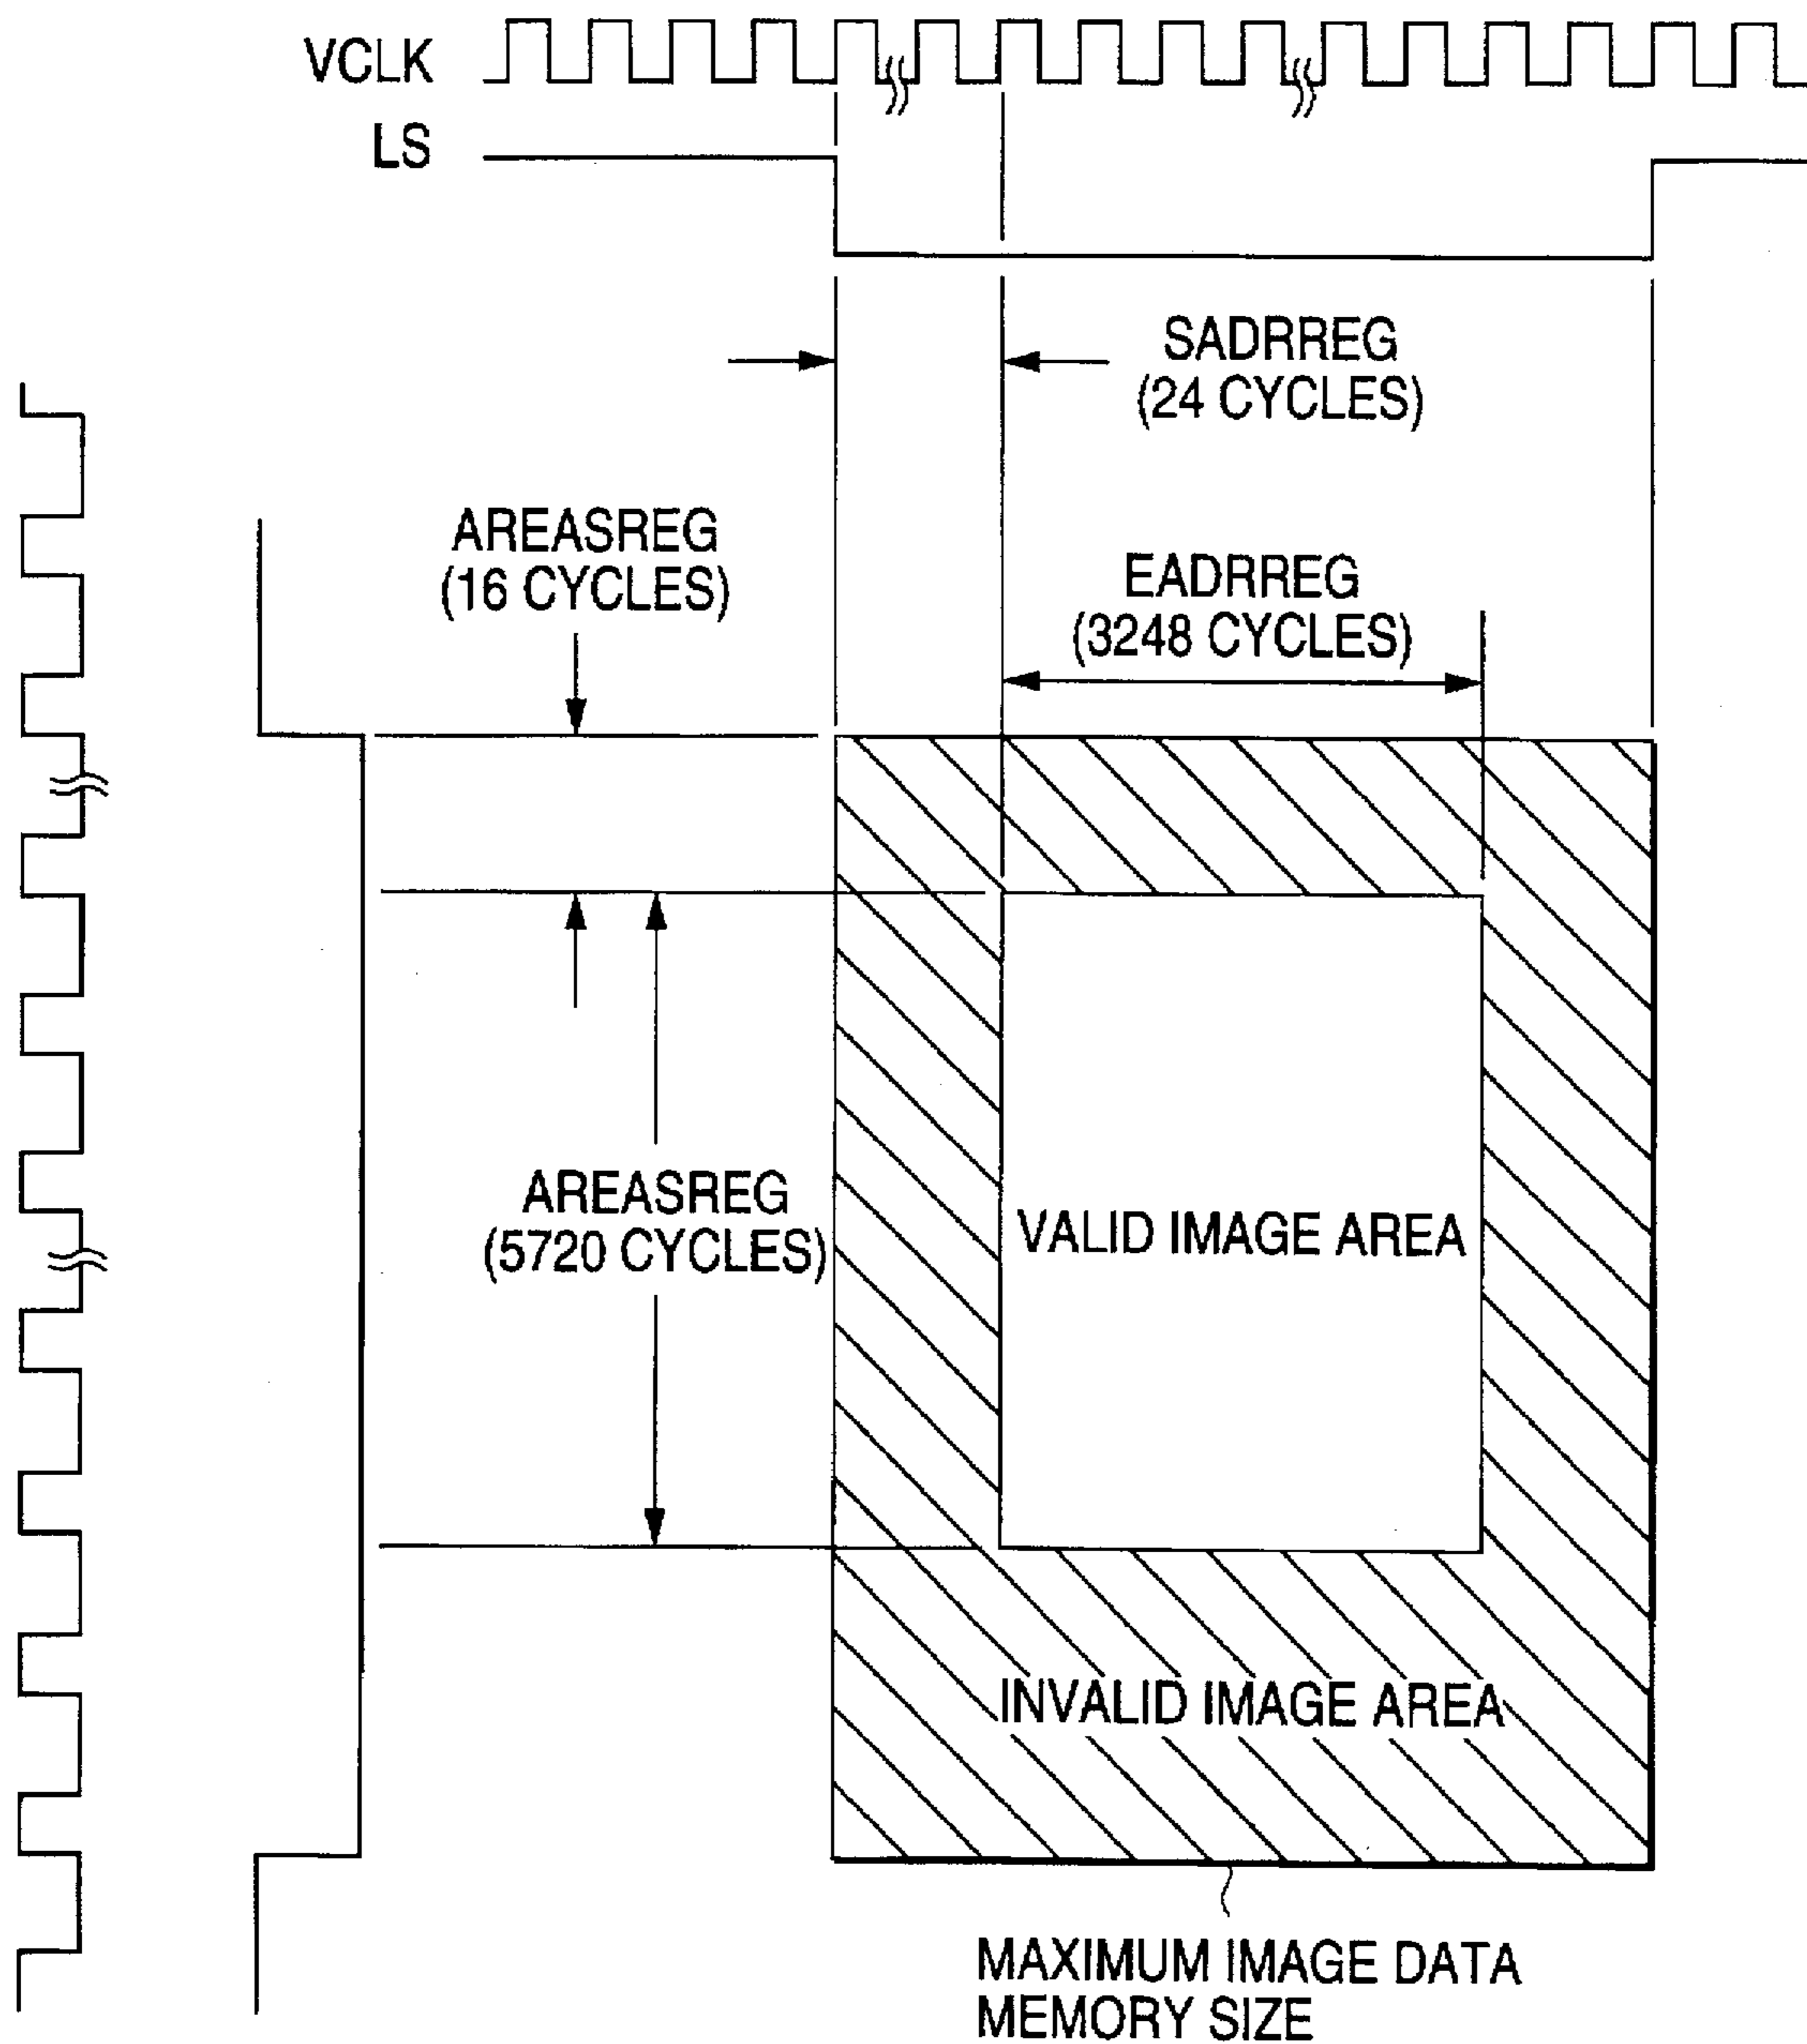 VCLK
LS
SADRREG
(24 CYCLES)
AREASREG
(16 CYCLES)
EADRREG
(3248 CYCLES)
AREASREG
(5720 CYCLES)
VALID IMAGE AREA
INVALID IMAGE AREA
MAXIMUM IMAGE DATA
MEMORY SIZE